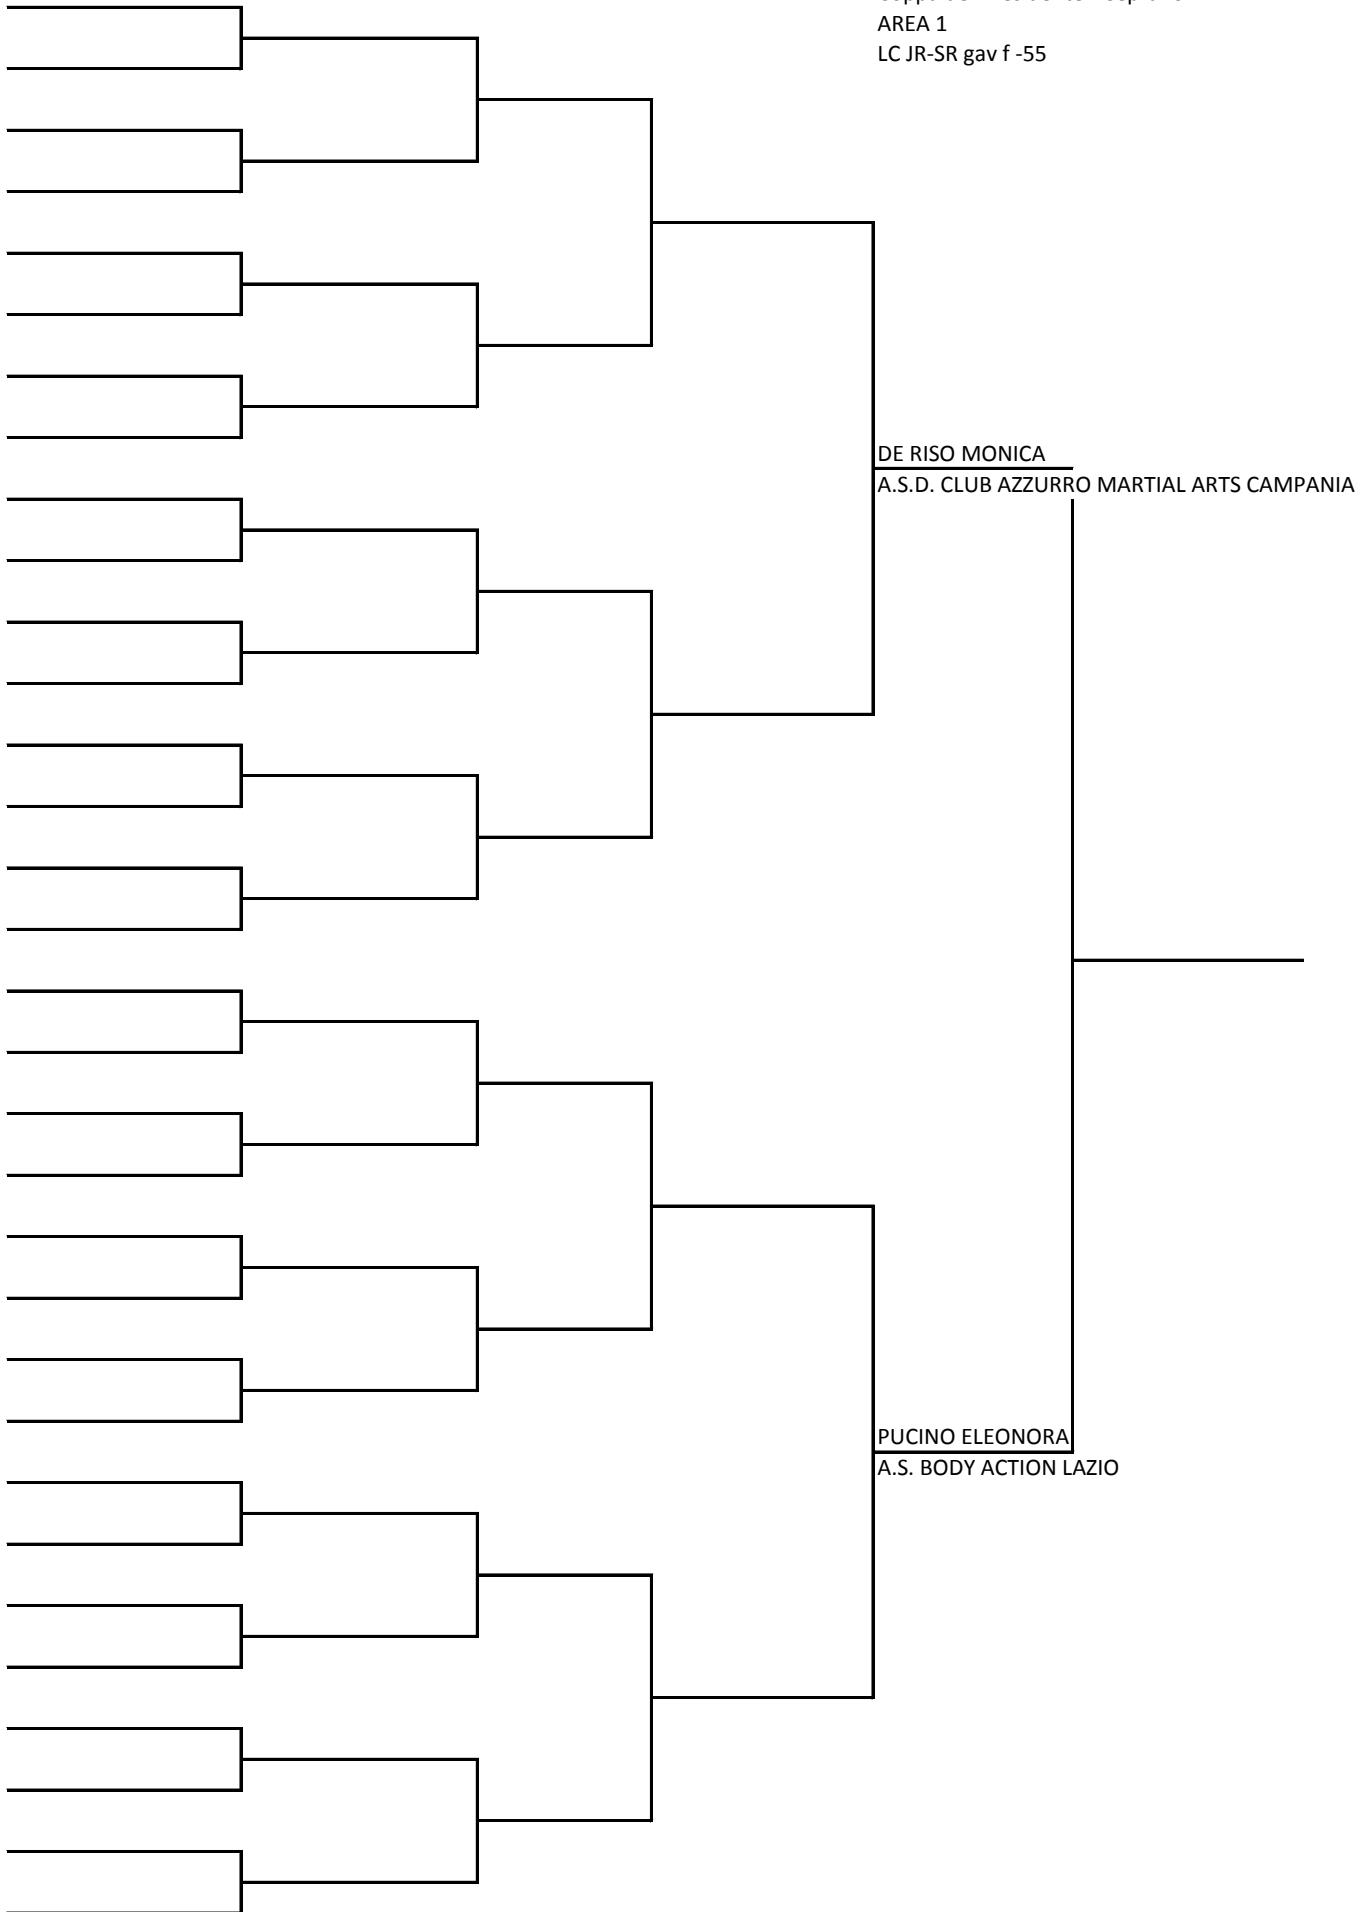 AREA 1
LC JR-SR gav f -55
DE RISO MONICA
A.S.D. CLUB AZZURRO MARTIAL ARTS CAMPANIA
PUCINO ELEONORA
A.S. BODY ACTION LAZIO